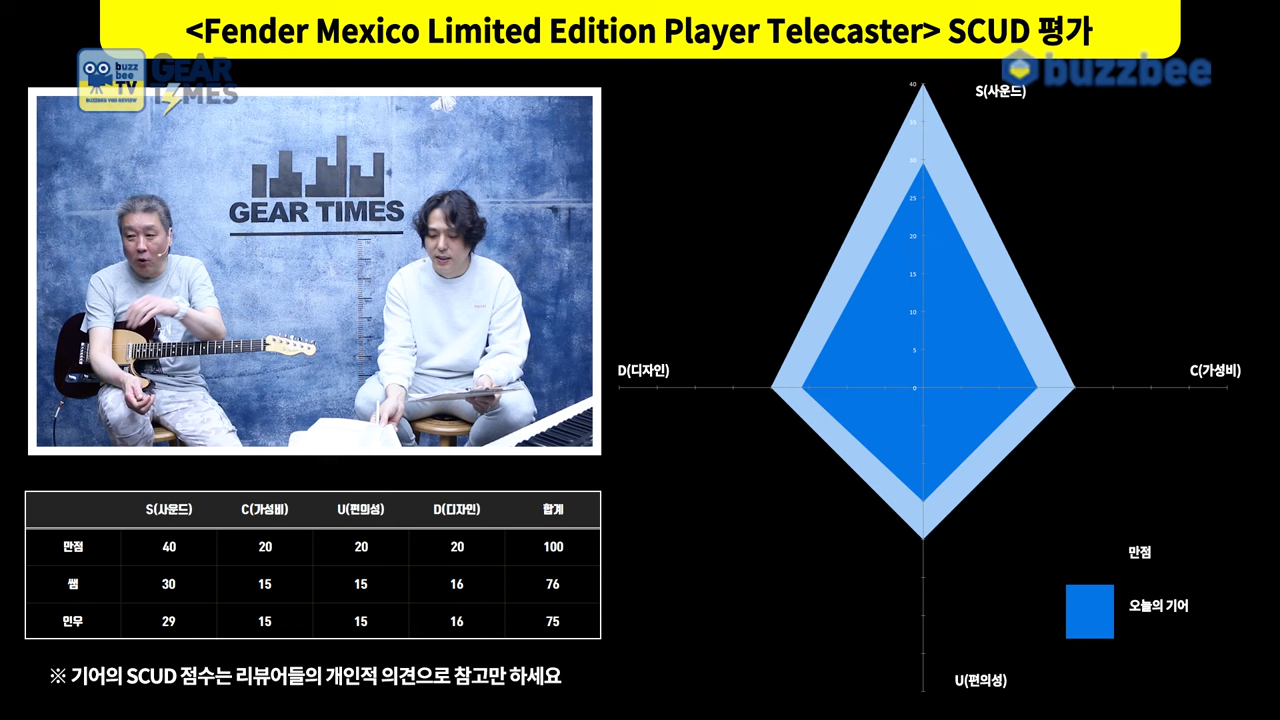 <Fender Mexico Limited Edition Player Telecaster> SCUD 평가
buzz
bee
TV
BUZZBEE VOD REVIEW
GEAR
TIMES
buzzbee
GEAR TIMES
S(사운드)
40
35
30
25
20
15
10
5
0
D(디자인)
C(가성비)
U(편의성)
만점
오늘의 기어
S(사운드) C(가성비) U(편의성) D(디자인) 합계
만점 40 20 20 20 100
쌤 30 15 15 16 76
민우 29 15 15 16 75
※ 기어의 SCUD 점수는 리뷰어들의 개인적 의견으로 참고만 하세요